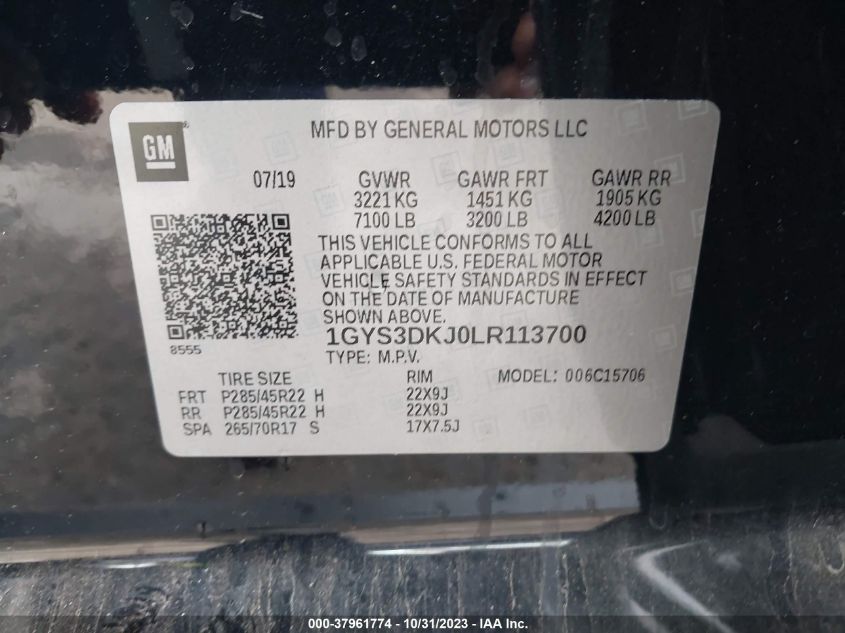 GM ®
MFD BY GENERAL MOTORS LLC
07/19 GVWR GAWR FRT GAWR RR
3221 KG 1451 KG 1905 KG
7100 LB 3200 LB 4200 LB
THIS VEHICLE CONFORMS TO ALL
APPLICABLE U.S. FEDERAL MOTOR
VEHICLE SAFETY STANDARDS IN EFFECT
ON THE DATE OF MANUFACTURE
SHOWN ABOVE.
8555
1GYS3DKJ0LR113700
TYPE: M.P.V.
TIRE SIZE RIM MODEL: 006C15706
FRT P285/45R22 H 22X9J
RR P285/45R22 H 22X9J
SPA 265/70R17 S 17X7.5J
000-37961774 - 10/31/2023 - IAA Inc.